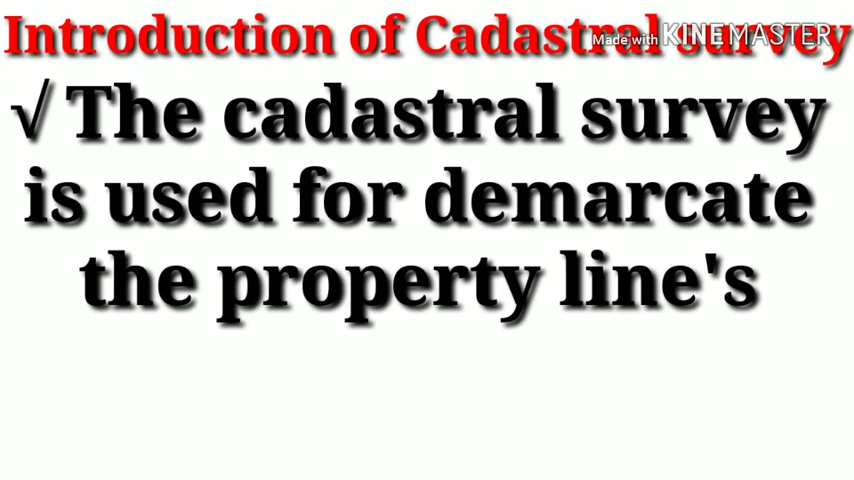 Introduction of Cadastral survey
Made with KINEMASTER
√ The cadastral survey
is used for demarcate
the property line's